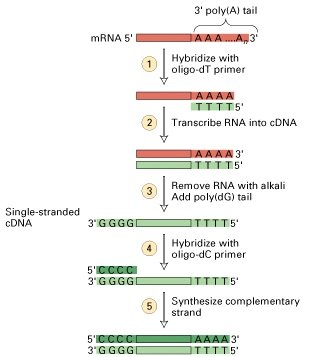 3' poly(A) tail
mRNA 5' A A A ....Aₙ 3'
1 Hybridize with
oligo-dT primer
A A A A
T T T T 5'
2 Transcribe RNA into cDNA
A A A A 3'
T T T T 5'
3 Remove RNA with alkali
Add poly(dG) tail
Single-stranded
cDNA
3' G G G G T T T T 5'
4 Hybridize with
oligo-dC primer
5' C C C C
3' G G G G T T T T 5'
5 Synthesize complementary
strand
5' C C C C A A A A 3'
3' G G G G T T T T 5'